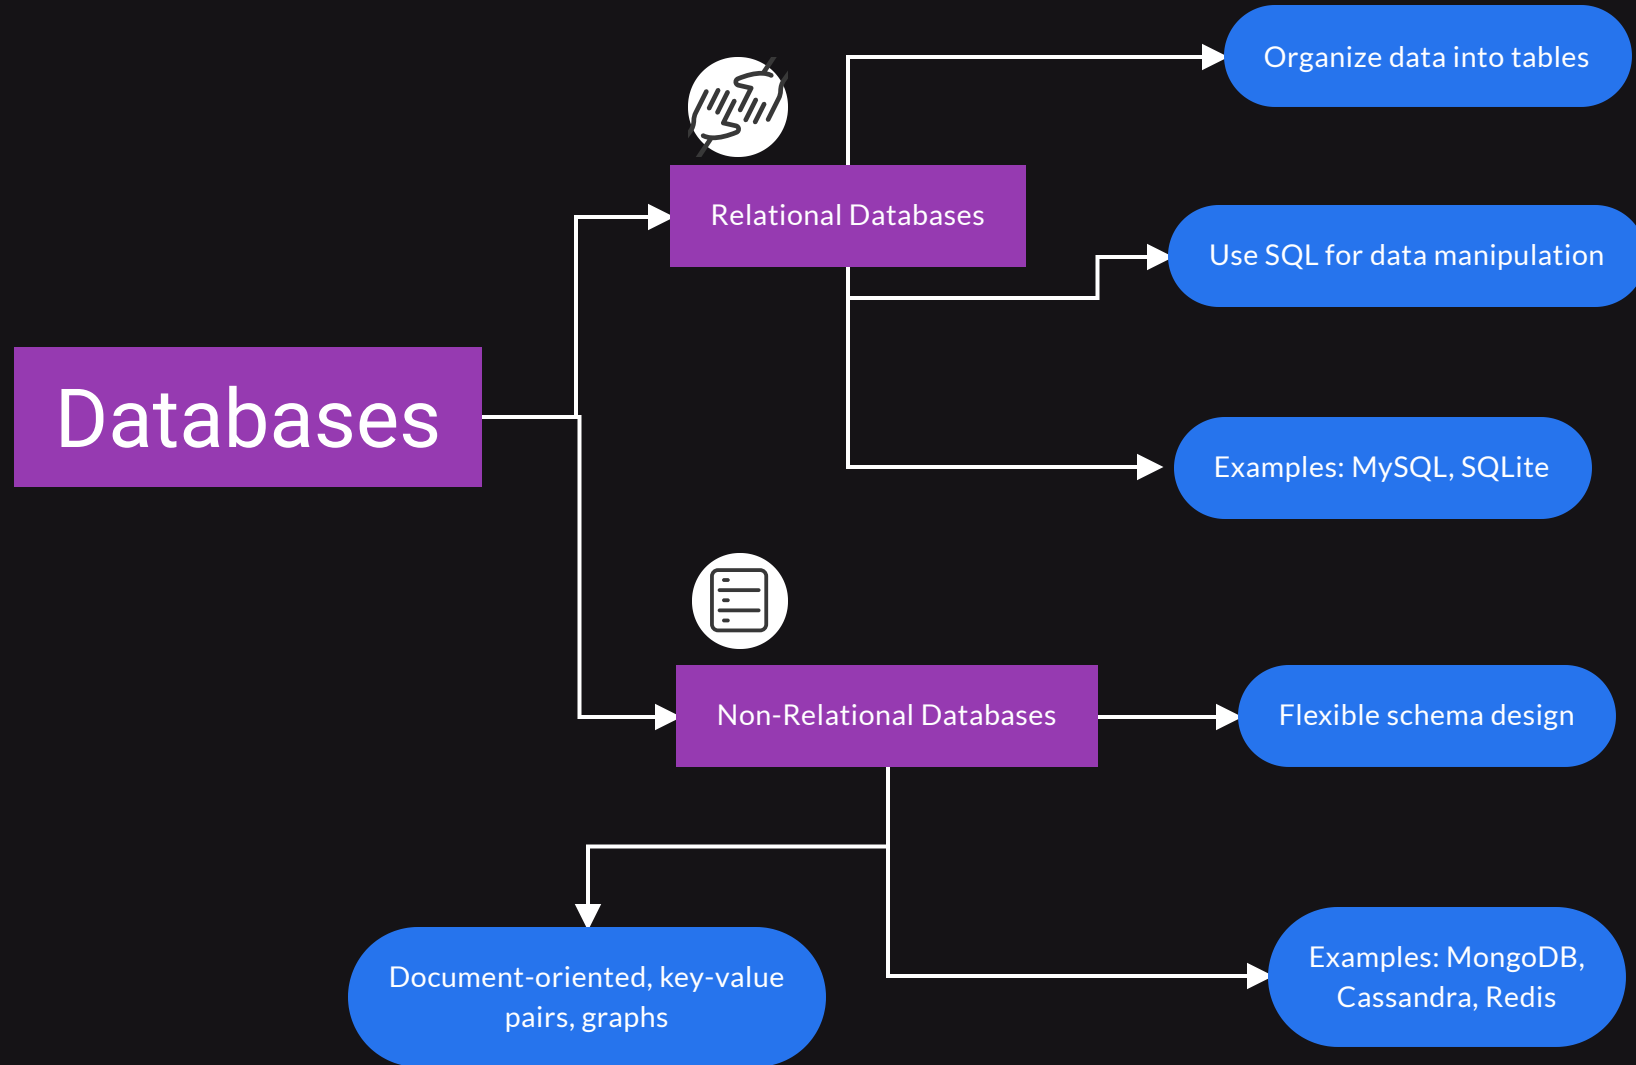 Organize data into tables
Relational Databases
Use SQL for data manipulation
Databases
Examples: MySQL, SQLite
Non-Relational Databases
Flexible schema design
Document-oriented, key-value
pairs, graphs
Examples: MongoDB,
Cassandra, Redis